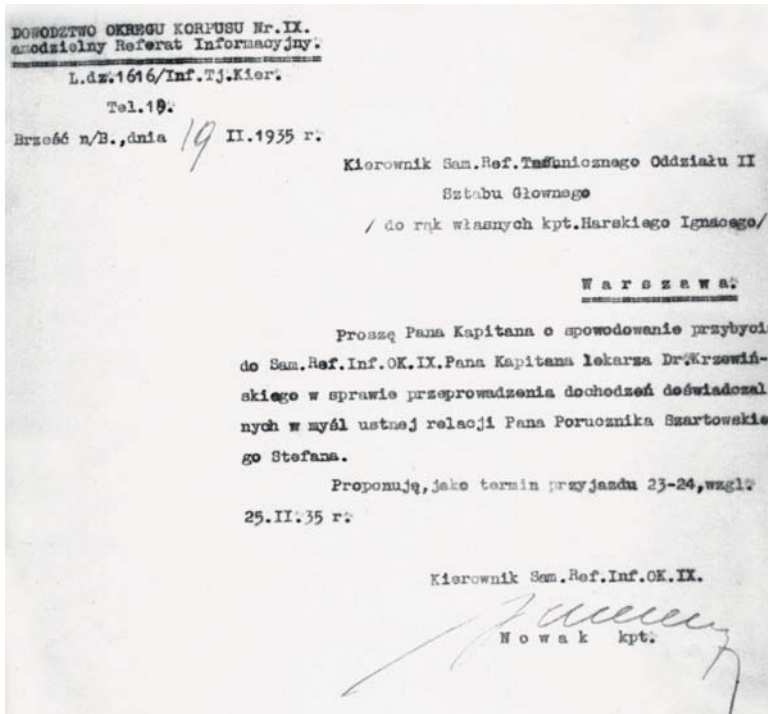 DOWODZTWO OKRĘGU KORPUSU Nr.IX.
amodzielny Referat Informacyjny.
L.dz.1616/Inf.Tj.Kier.
Tel.19.
Brześć n/B.,dnia 19 II.1935 r.
Kierownik Sam.Ref.Technicznego Oddziału II
Sztabu Głownego
/ do rąk własnych kpt.Harskiego Ignacego/
W a r s z a w a.
Proszę Pana Kapitana o spowodowanie przybycia
do Sam.Ref.Inf.OK.IX.Pana Kapitana lekarza Dr.Krzewiń-
skiego w sprawie przeprowadzenia dochodzeń doświadczal
nych w myśl ustnej relacji Pana Porucznika Szartowskie
go Stefana.
Proponuję,jako termin przyjazdu 23-24,wzgl.
25.II.35 r.
Kierownik Sam.Ref.Inf.OK.IX.
N o w a k kpt.